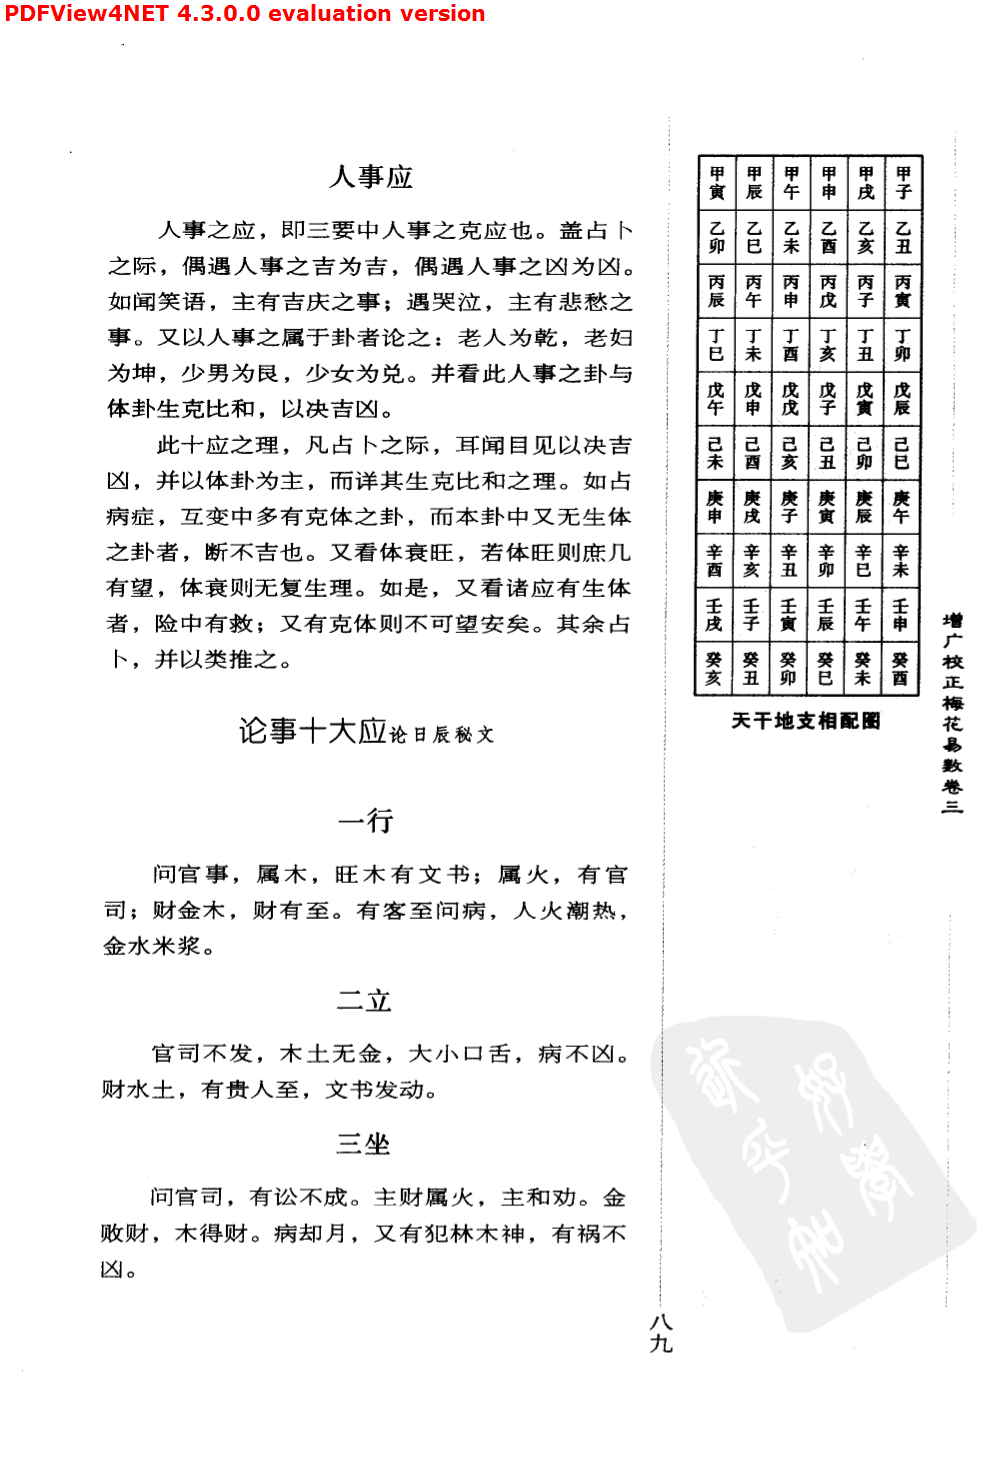 PDFView4NET 4.3.0.0 evaluation version
人事应
人事之应，即三要中人事之克应也。盖占卜
之际，偶遇人事之吉为吉，偶遇人事之凶为凶。
如闻笑语，主有吉庆之事；遇哭泣，主有悲愁之
事。又以人事之属于卦者论之：老人为乾，老妇
为坤，少男为艮，少女为兑。并看此人事之卦与
体卦生克比和，以决吉凶。
此十应之理，凡占卜之际，耳闻目见以决吉
凶，并以体卦为主，而详其生克比和之理。如占
病症，互变中多有克体之卦，而本卦中又无生体
之卦者，断不吉也。又看体衰旺，若体旺则庶几
有望，体衰则无复生理。如是，又看诸应有生体
者，险中有救；又有克体则不可望安矣。其余占
卜，并以类推之。
论事十大应论日辰秘文
一行
问官事，属木，旺木有文书；属火，有官
司；财金木，财有至。有客至问病，人火潮热，
金水米浆。
二立
官司不发，木土无金，大小口舌，病不凶。
财水土，有贵人至，文书发动。
三坐
问官司，有讼不成。主财属火，主和劝。金
败财，木得财。病却月，又有犯林木神，有祸不
凶。
甲寅 甲辰 甲午 甲申 甲戌 甲子
乙卯 乙巳 乙未 乙酉 乙亥 乙丑
丙辰 丙午 丙申 丙戊 丙子 丙寅
丁巳 丁未 丁酉 丁亥 丁丑 丁卯
戊午 戊申 戊戊 戊子 戊寅 戊辰
己未 己酉 己亥 己丑 己卯 己巳
庚申 庚戌 庚子 庚寅 庚辰 庚午
辛酉 辛亥 辛丑 辛卯 辛巳 辛未
壬戌 壬子 壬寅 壬辰 壬午 壬申
癸亥 癸丑 癸卯 癸巳 癸未 癸酉
天干地支相配图
增广校正梅花易数卷三
八九